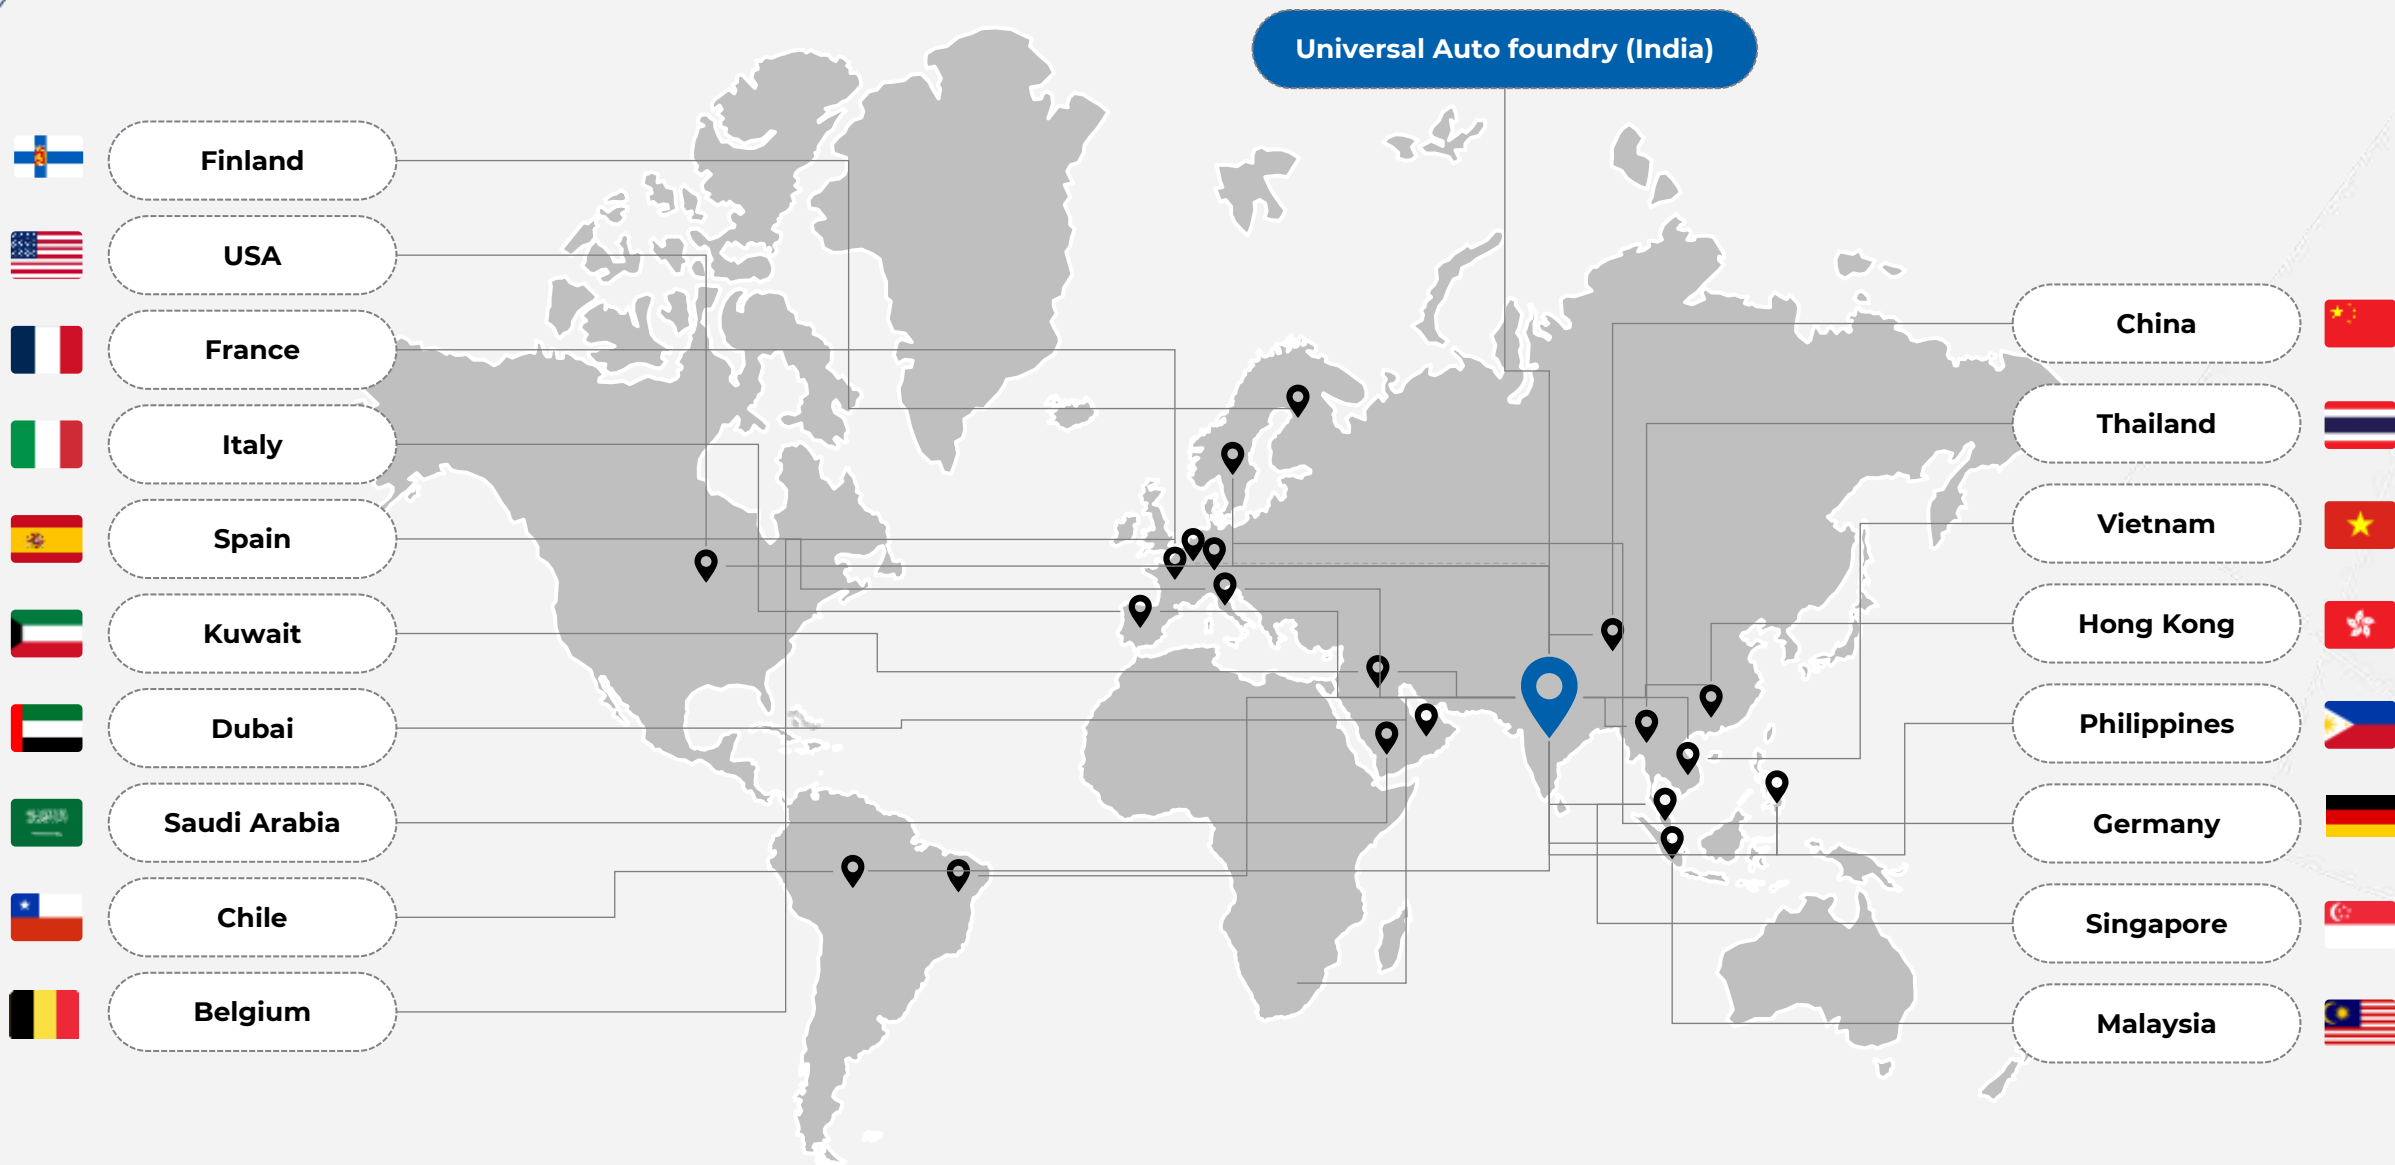 Universal Auto foundry (India)
Finland
USA
France
Italy
Spain
Kuwait
Dubai
Saudi Arabia
Chile
Belgium
China
Thailand
Vietnam
Hong Kong
Philippines
Germany
Singapore
Malaysia